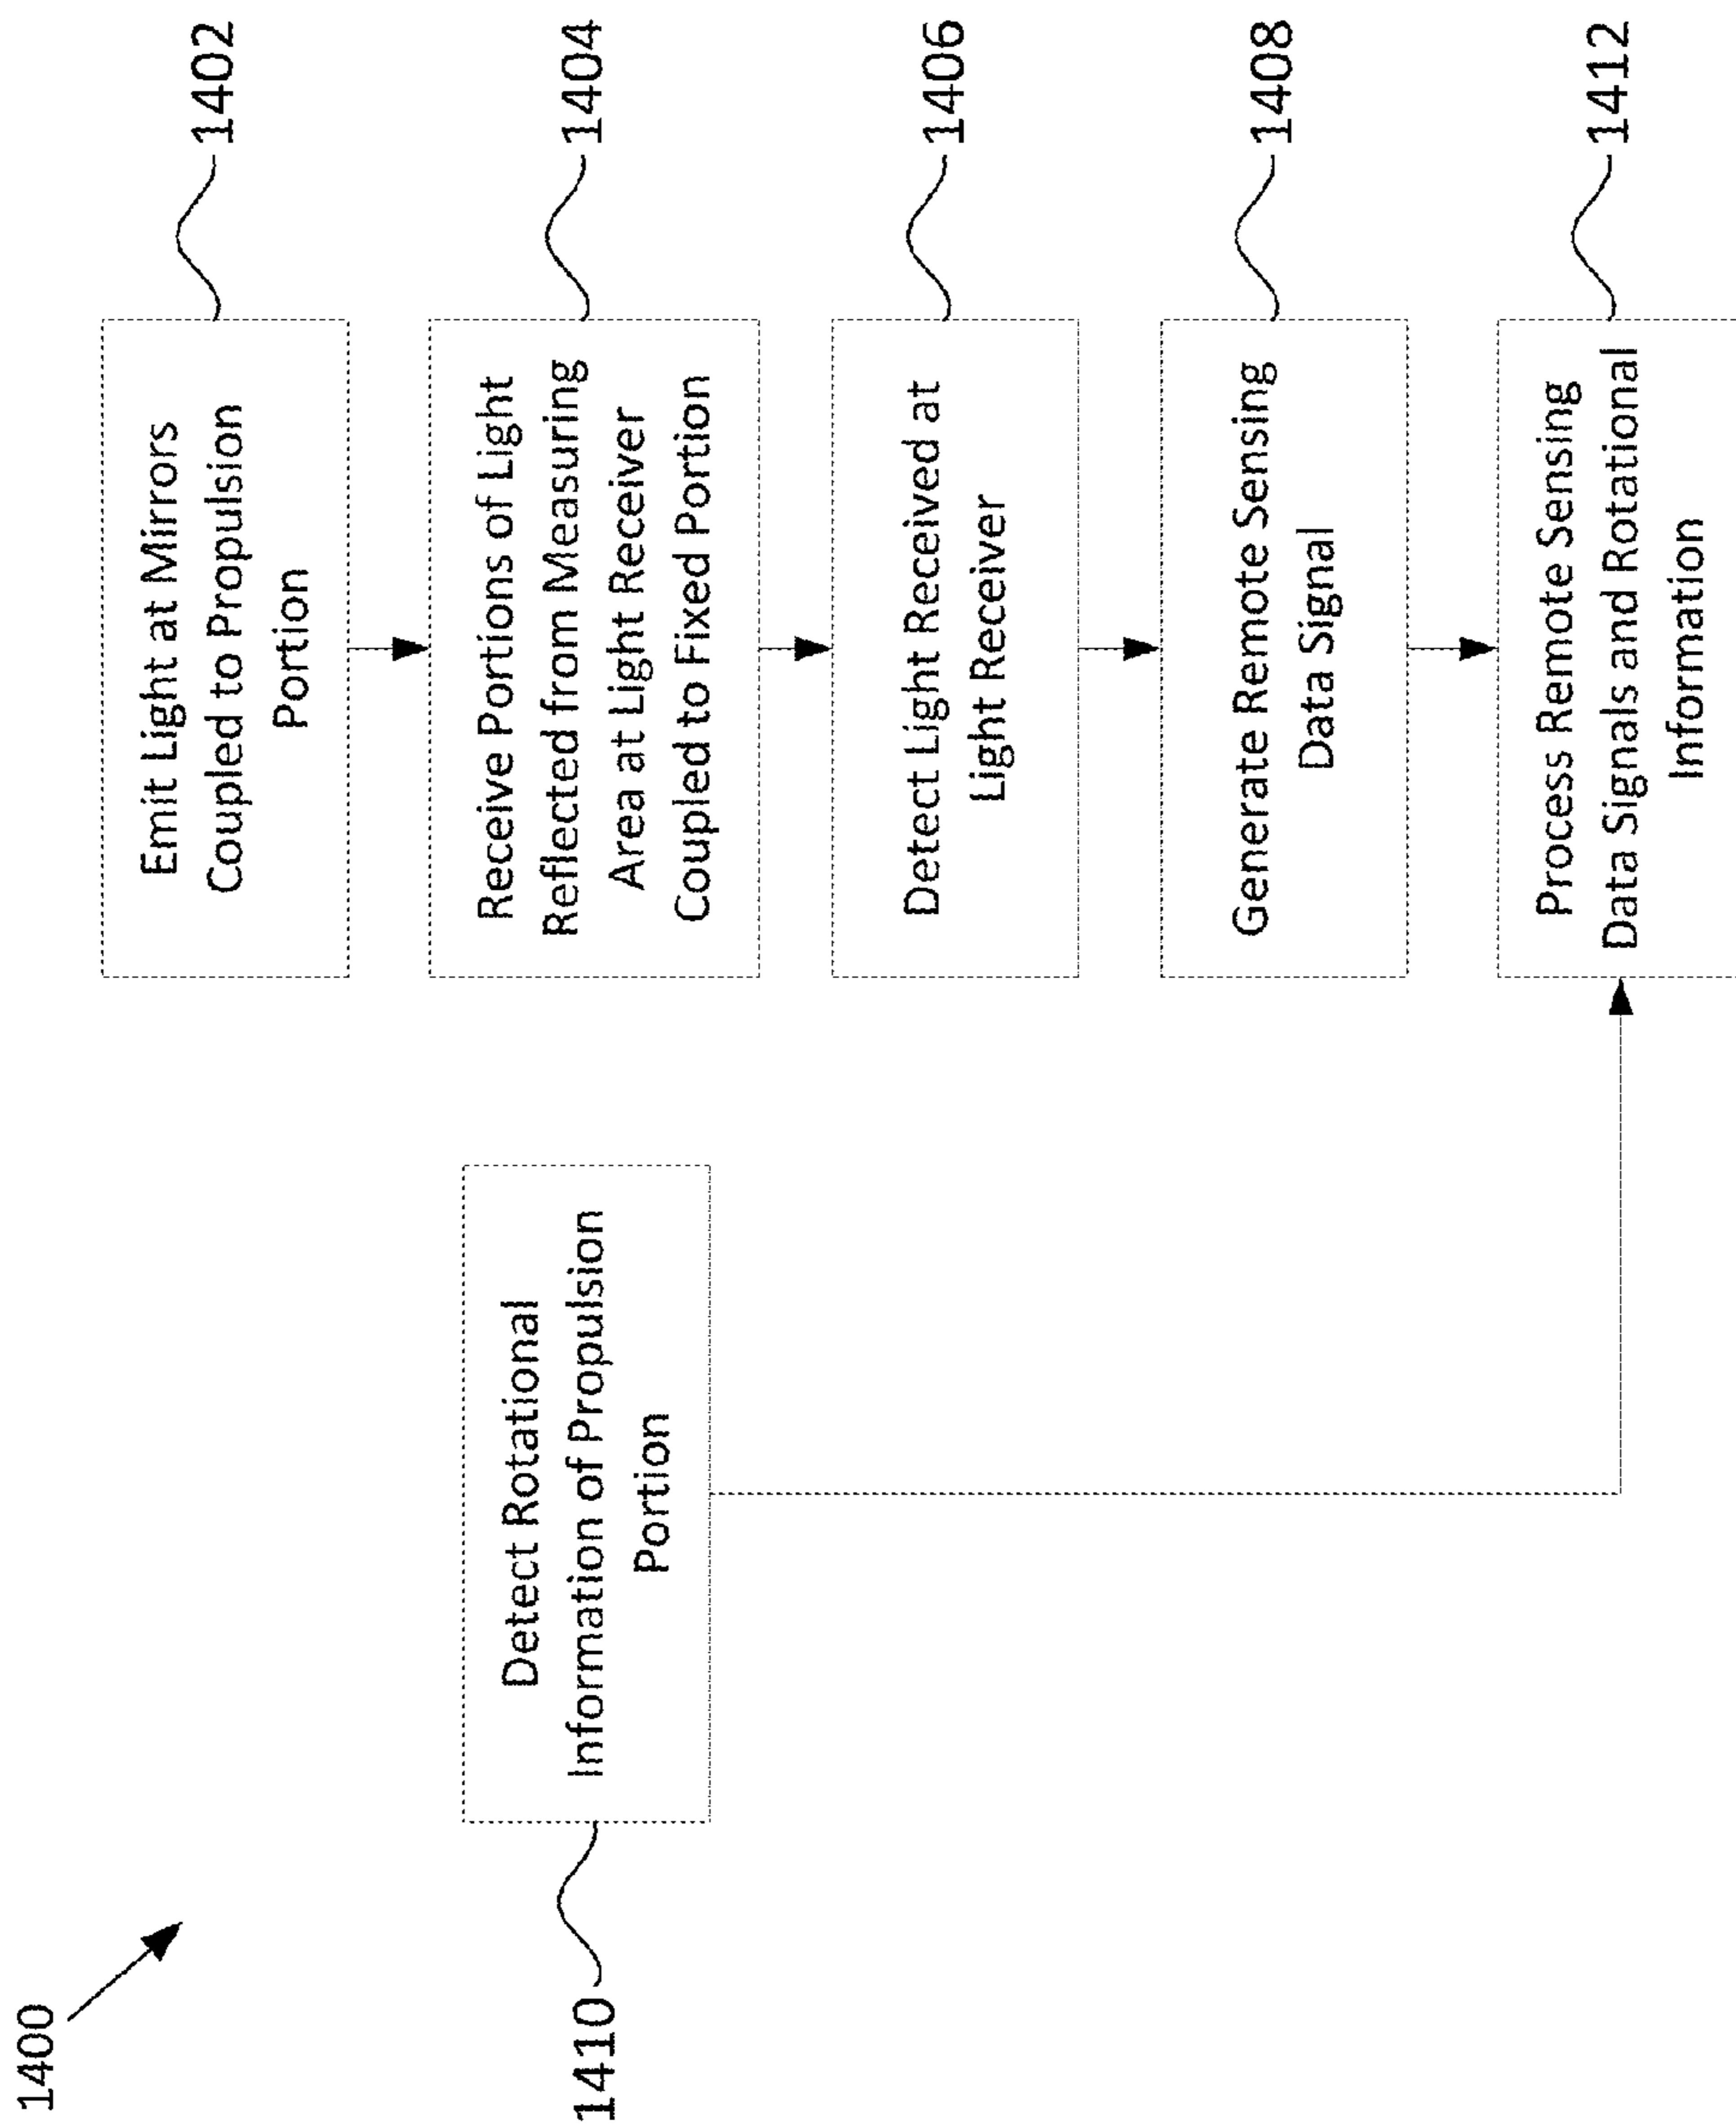 1400
Emit Light at Mirrors
Coupled to Propulsion
Portion
1402
Receive Portions of Light
Reflected from Measuring
Area at Light Receiver
Coupled to Fixed Portion
1404
Detect Light Received at
Light Receiver
1406
Generate Remote Sensing
Data Signal
1408
1410
Detect Rotational
Information of Propulsion
Portion
Process Remote Sensing
Data Signals and Rotational
Information
1412